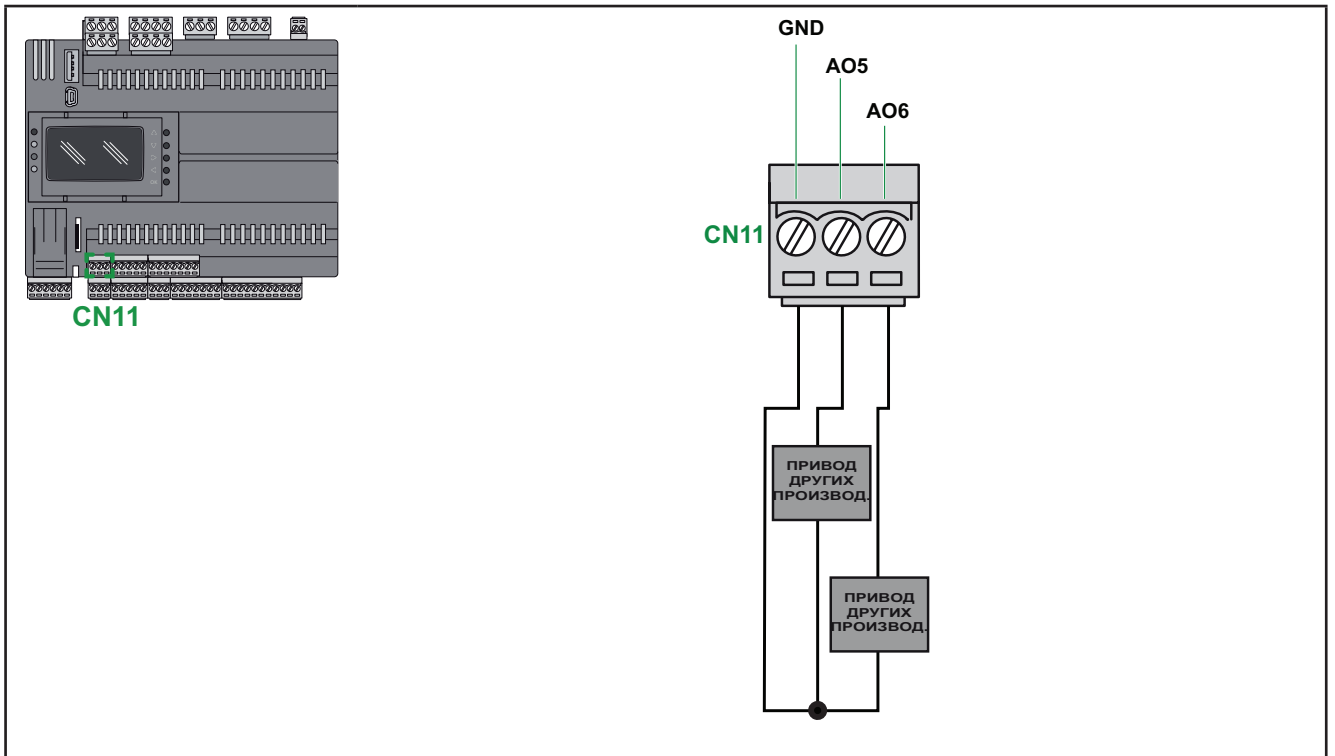 CN11
GND
AO5
AO6
CN11
ПРИВОД
ДРУГИХ
ПРОИЗВОД.
ПРИВОД
ДРУГИХ
ПРОИЗВОД.